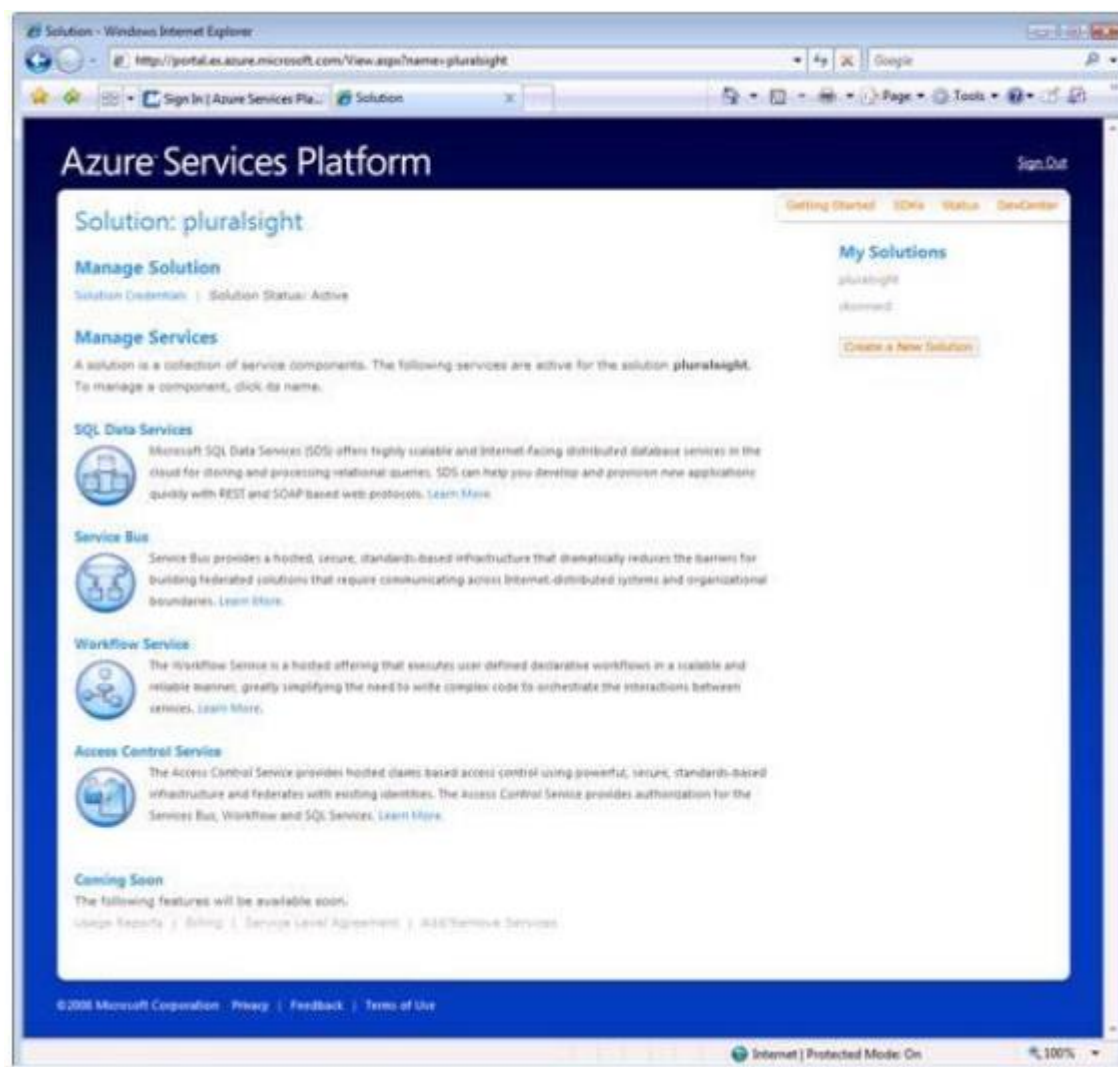 Solution - Windows Internet Explorer
http://portal.ex.azure.microsoft.com/View.aspx?name=pluralsight
Google
Sign In | Azure Services Pla... Solution
Page Tools
Azure Services Platform
Sign Out
Getting Started SDKs Status DevCenter
Solution: pluralsight
My Solutions
Manage Solution
pluralsight
Solution Credentials | Solution Status: Active
Manage Services
Create a New Solution
A solution is a collection of service components. The following services are active for the solution pluralsight.
To manage a component, click its name.
SQL Data Services
Microsoft SQL Data Services (SDS) offers highly scalable and Internet-facing distributed database services in the
cloud for storing and processing relational queries. SDS can help you develop and provision new applications
quickly with REST and SOAP based web protocols. Learn More.
Service Bus
Service Bus provides a hosted, secure, standards-based infrastructure that dramatically reduces the barriers for
building federated solutions that require communicating across Internet-distributed systems and organizational
boundaries. Learn More.
Workflow Service
The Workflow Service is a hosted offering that executes user defined declarative workflows in a scalable and
reliable manner, greatly simplifying the need to write complex code to orchestrate the interactions between
services. Learn More.
Access Control Service
The Access Control Service provides hosted claims based access control using powerful, secure, standards-based
infrastructure and federates with existing identities. The Access Control Service provides authorization for the
Services Bus, Workflow and SQL Services. Learn More.
Coming Soon
The following features will be available soon.
Usage Reports | Billing | Service Level Agreement | Add/Remove Services
©2008 Microsoft Corporation Privacy | Feedback | Terms of Use
Internet | Protected Mode: On
100%